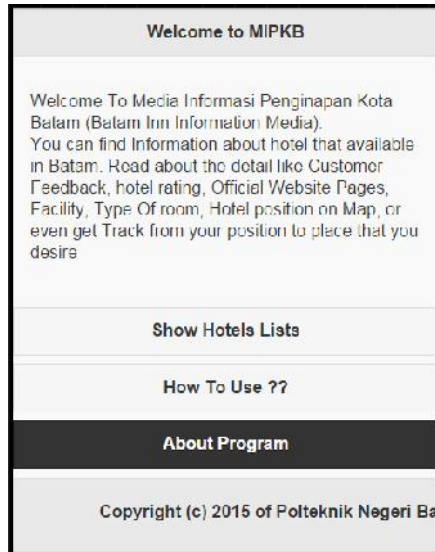 Welcome to MIPKB
Welcome To Media Informasi Penginapan Kota
Batam (Batam Inn Information Media).
You can find Information about hotel that available
in Batam. Read about the detail like Customer
Feedback, hotel rating, Official Website Pages,
Facility, Type Of room, Hotel position on Map, or
even get Track from your position to place that you
desire
Show Hotels Lists
How To Use ??
About Program
Copyright (c) 2015 of Polteknik Negeri Ba